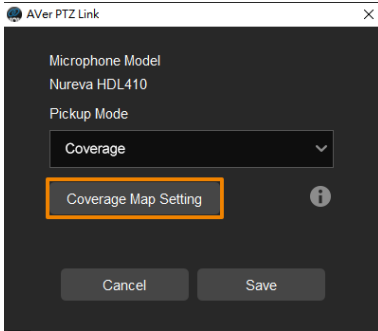 AVer PTZ Link
Microphone Model
Nureva HDL410
Pickup Mode
Coverage
Coverage Map Setting
Cancel Save